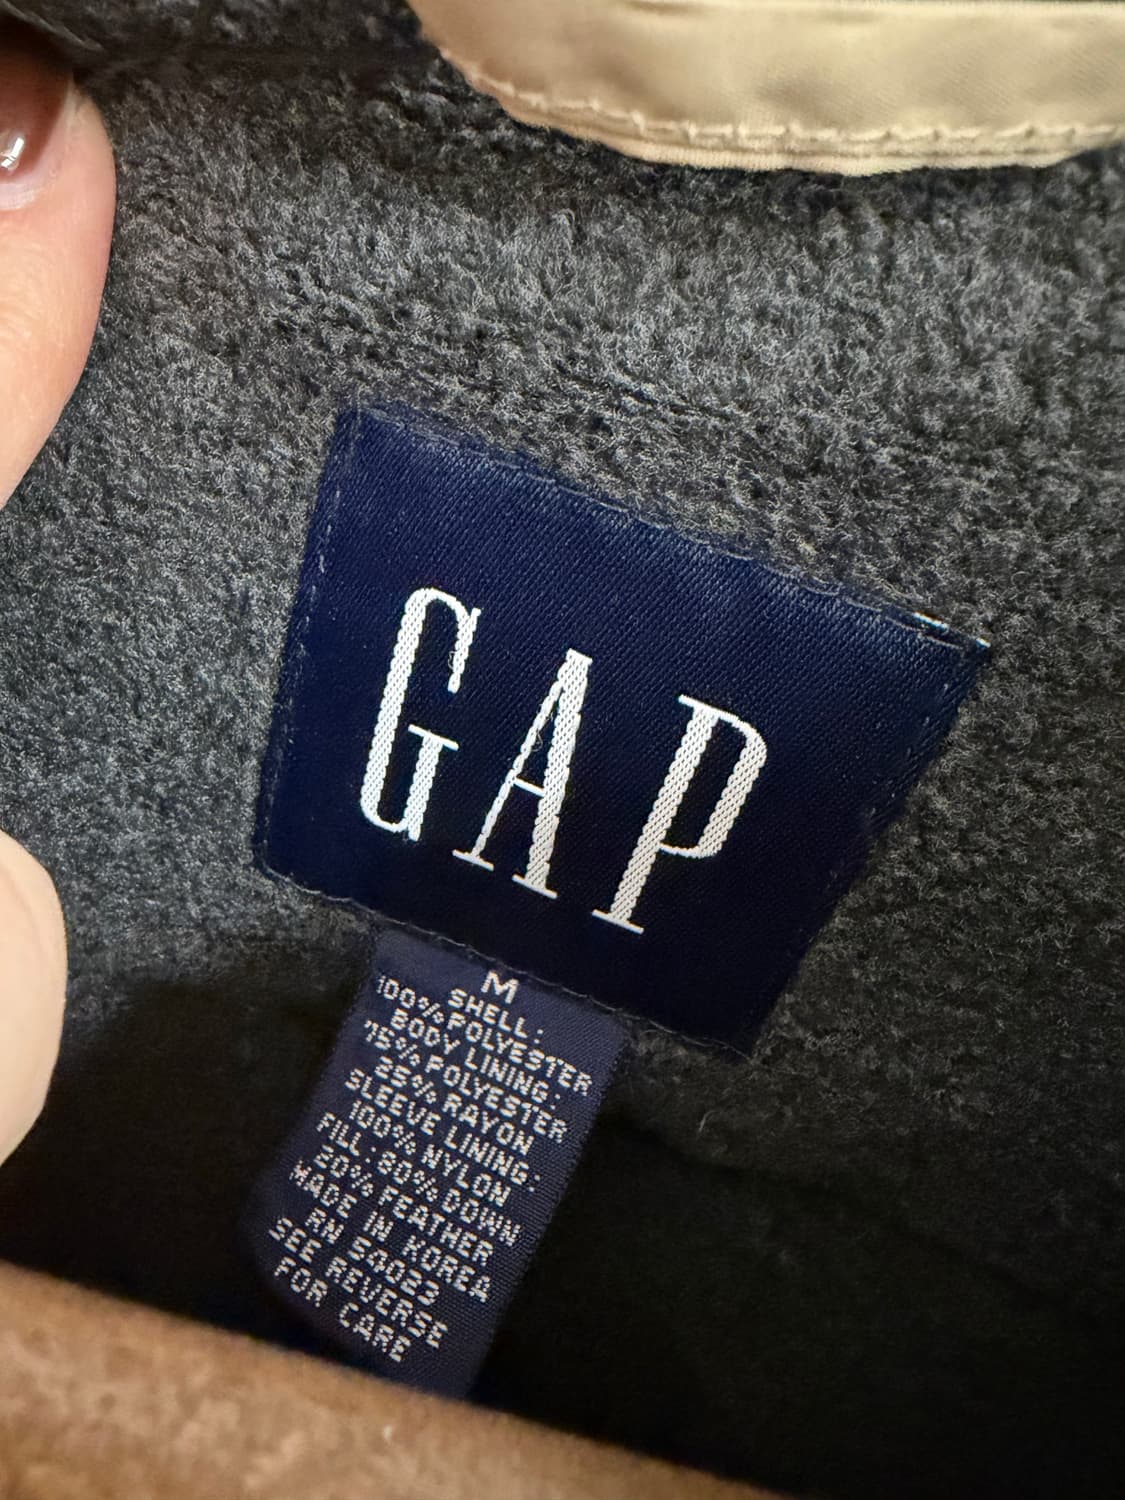 GAP
M
SHELL:
100% POLYESTER
BODY LINING:
75% POLYESTER
25% RAYON
SLEEVE LINING:
100% NYLON
FILL: 80% DOWN
20% FEATHER
MADE IN KOREA
RN 54023
SEE REVERSE
FOR CARE